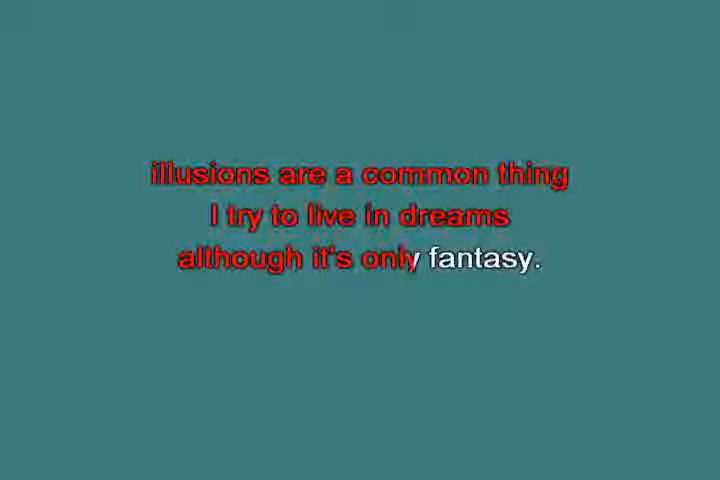 illusions are a common thing
I try to live in dreams
although it's only fantasy.